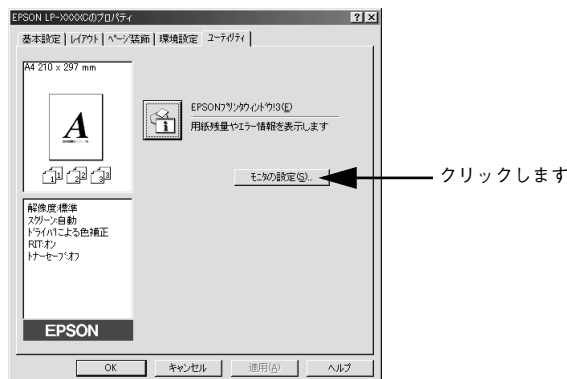 EPSON LP-XXXXCのプロパティ
? ×
基本設定 レイアウト ページ装飾 環境設定 ユーティリティ
A4 210 x 297 mm
A
1 1 2 2 3 3
EPSONプリンタウィンドウ!3(E)
用紙残量やエラー情報を表示します
モニタの設定(S)...
クリックします
解像度:標準
スクリーン:自動
ドライバによる色補正
RIT:オン
トナーセーブ:オフ
EPSON
OK キャンセル 適用(A) ヘルプ